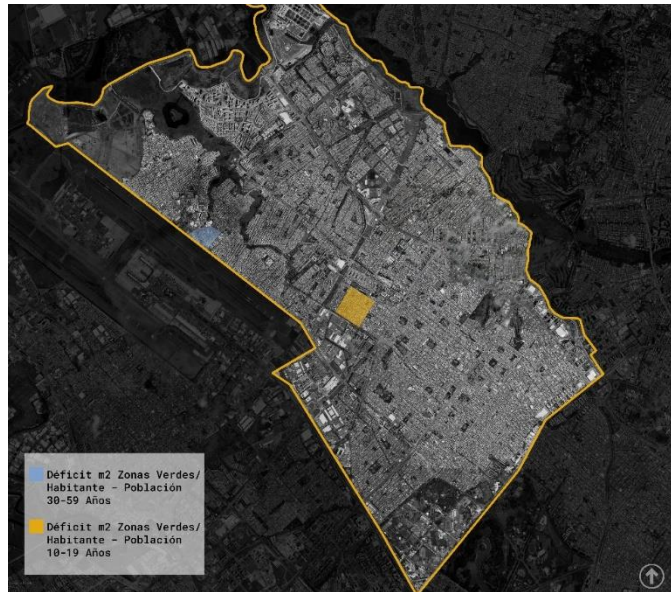 Déficit m2 Zonas Verdes/
Habitante - Población
30-59 Años
Déficit m2 Zonas Verdes/
Habitante - Población
10-19 Años